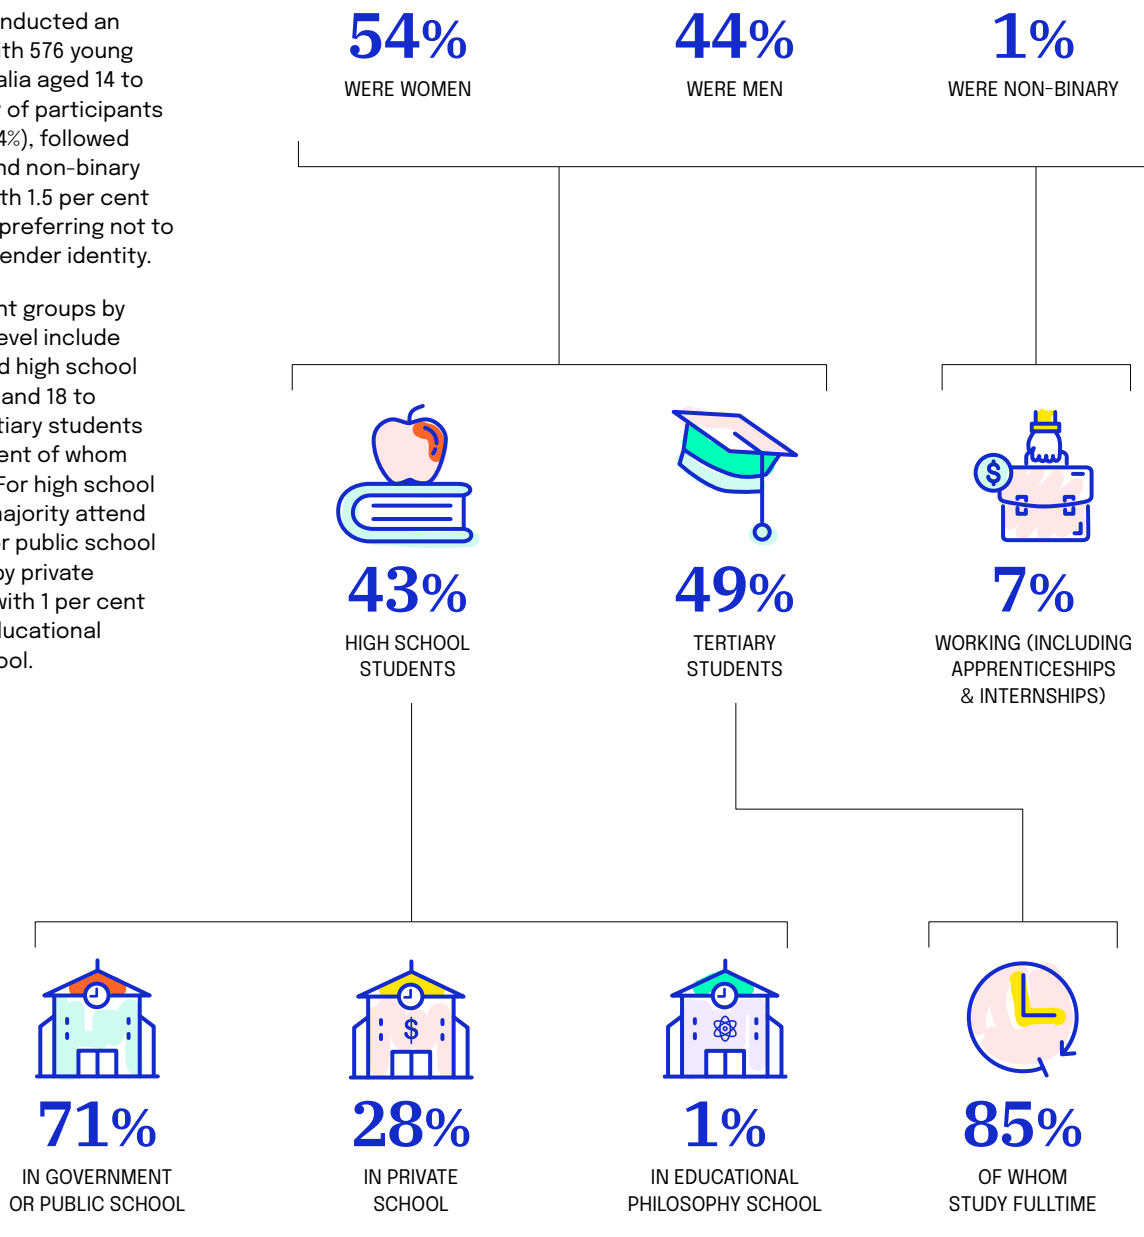 nducted an
ith 576 young
alia aged 14 to
of participants
4%), followed
nd non-binary
th 1.5 per cent
preferring not to
ender identity.
nt groups by
evel include
d high school
and 18 to
tiary students
ent of whom
For high school
najority attend
or public school
by private
with 1 per cent
ducational
ool.
54%
WERE WOMEN
44%
WERE MEN
1%
WERE NON-BINARY
$
43%
HIGH SCHOOL
STUDENTS
49%
TERTIARY
STUDENTS
7%
WORKING (INCLUDING
APPRENTICESHIPS
& INTERNSHIPS)
$
71%
IN GOVERNMENT
OR PUBLIC SCHOOL
28%
IN PRIVATE
SCHOOL
1%
IN EDUCATIONAL
PHILOSOPHY SCHOOL
85%
OF WHOM
STUDY FULLTIME